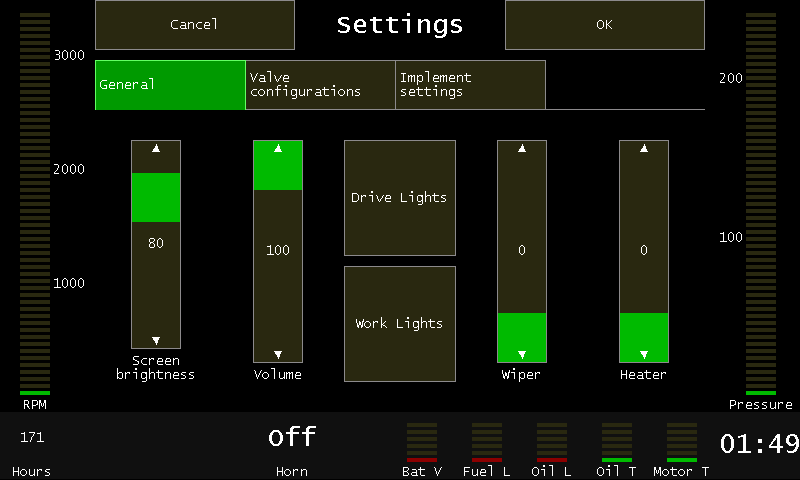 Cancel
Settings
OK
3000
200
General
Valve
configurations
Implement
settings
2000
Drive Lights
80
100
0
0
100
1000
Work Lights
Screen
brightness
Volume
Wiper
Heater
RPM
Pressure
171
off
01:49
Hours
Horn
Bat V
Fuel L
Oil L
Oil T
Motor T